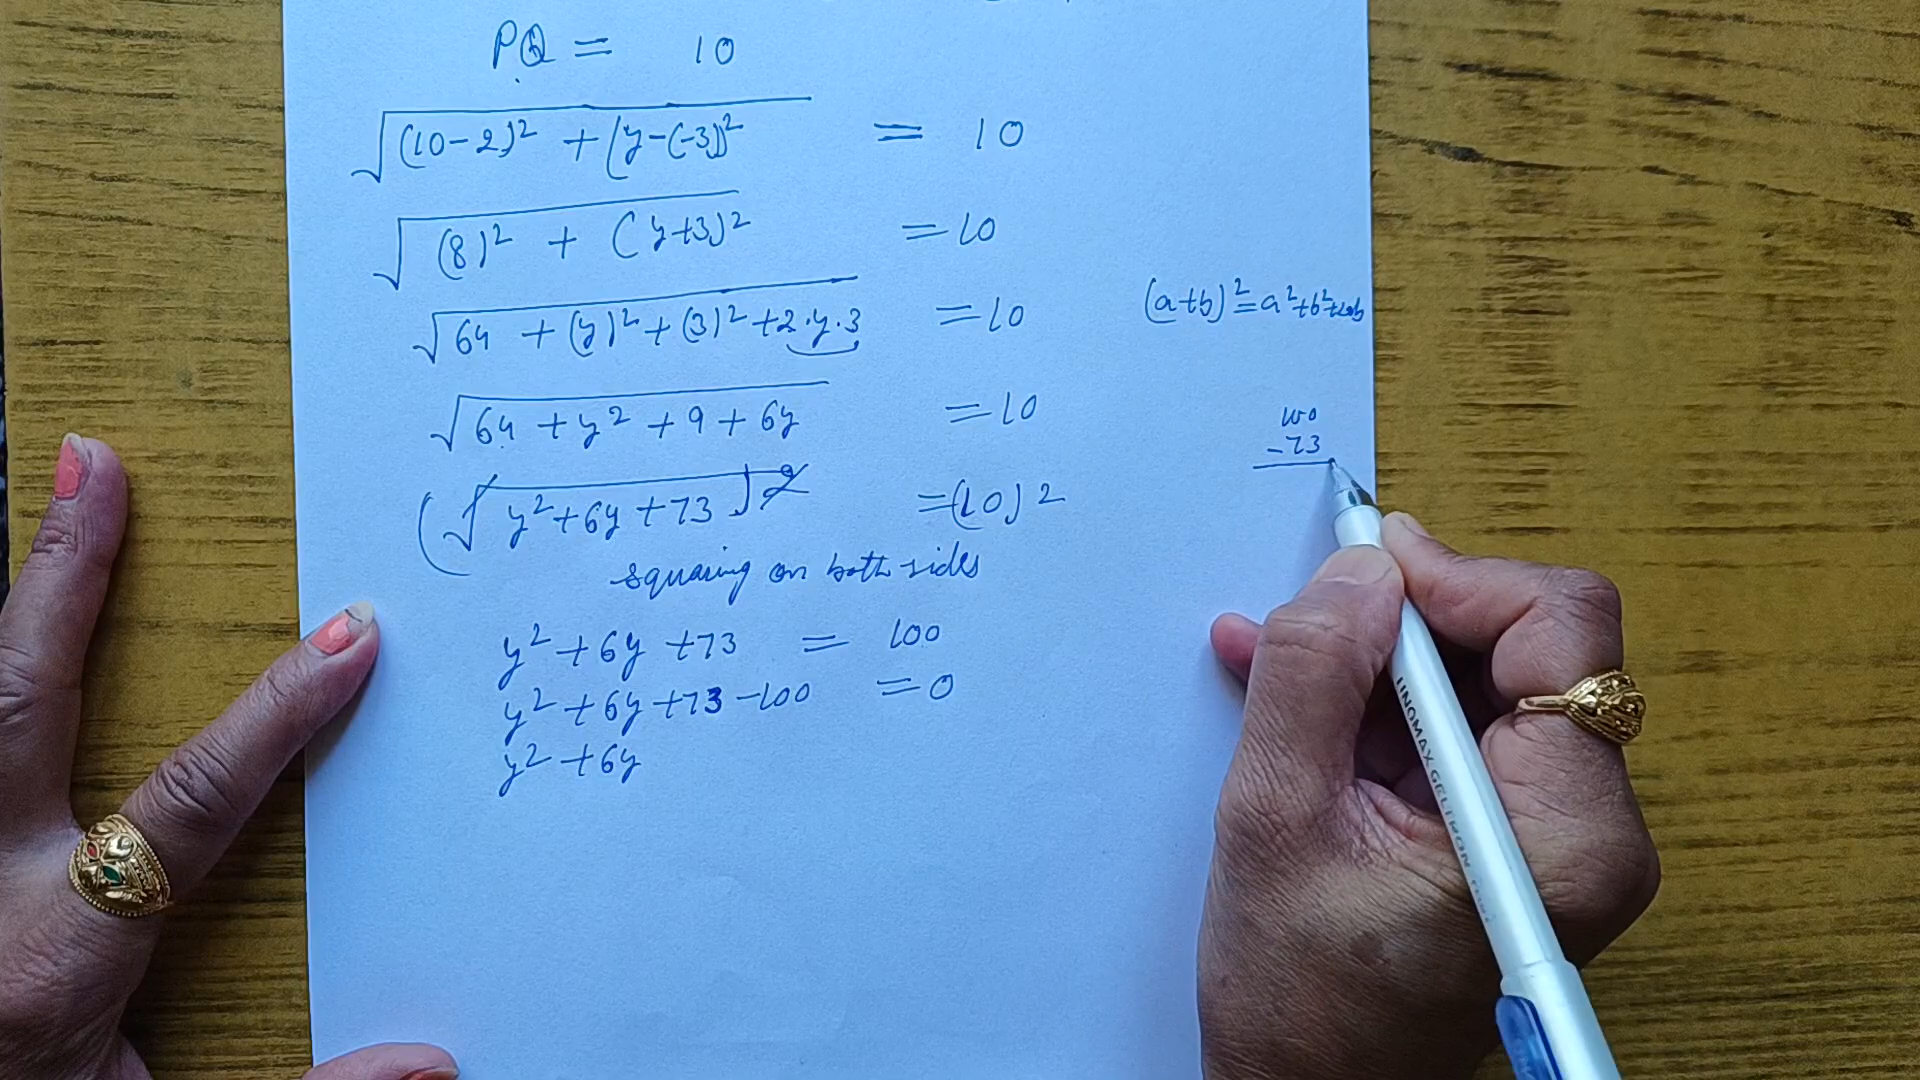 PQ = 10
√(10-2)² + (y-(-3))² = 10
√(8)² + (y+3)² = 10
√64 + (y)² + (3)² + 2·y·3 = 10
(a+b)² = a²+b²+2ab
√64 + y² + 9 + 6y = 10
100
-73
(√y²+6y+73)² = (10)2
squaring on both sides
y² + 6y + 73 = 100
y² + 6y + 73 - 100 = 0
y² + 6y
UNOMAX GELTRON